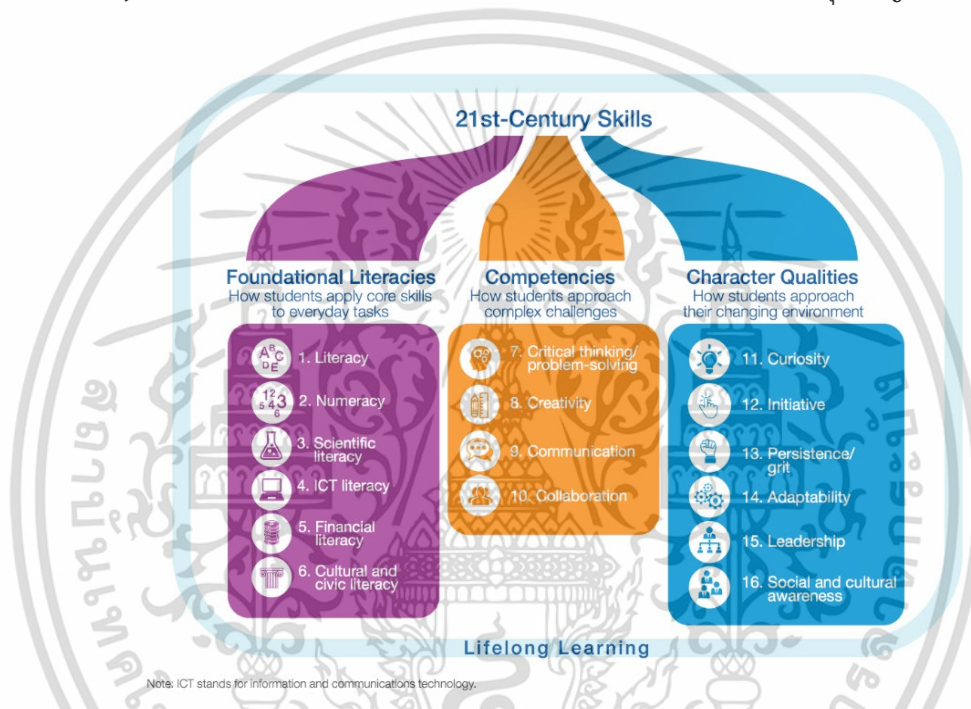 21st-Century Skills
Foundational Literacies
How students apply core skills
to everyday tasks
1. Literacy
2. Numeracy
3. Scientific
literacy
4. ICT literacy
5. Financial
literacy
6. Cultural and
civic literacy
Competencies
How students approach
complex challenges
7. Critical thinking/
problem-solving
8. Creativity
9. Communication
10. Collaboration
Character Qualities
How students approach
their changing environment
11. Curiosity
12. Initiative
13. Persistence/
grit
14. Adaptability
15. Leadership
16. Social and cultural
awareness
Lifelong Learning
Note: ICT stands for information and communications technology.